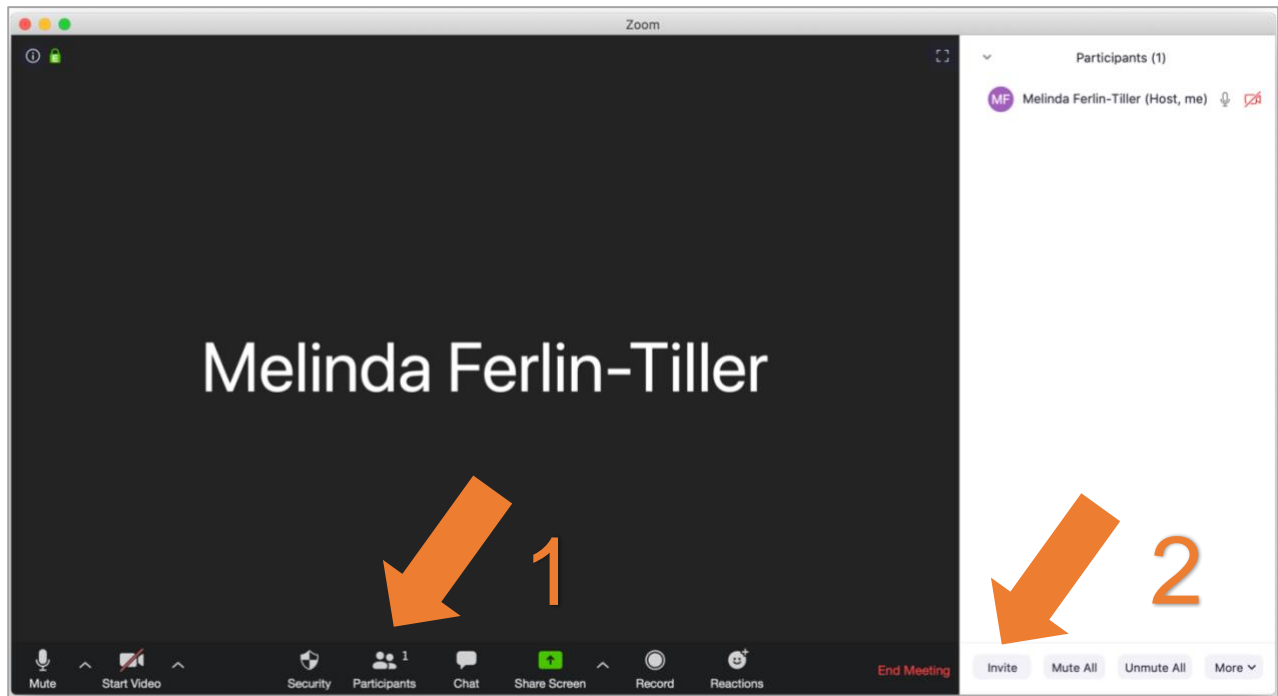 Zoom
Participants (1)
MF Melinda Ferlin-Tiller (Host, me)
Melinda Ferlin-Tiller
1
2
1
Mute
Start Video
Security
Participants
Chat
Share Screen
Record
Reactions
End Meeting
Invite
Mute All
Unmute All
More